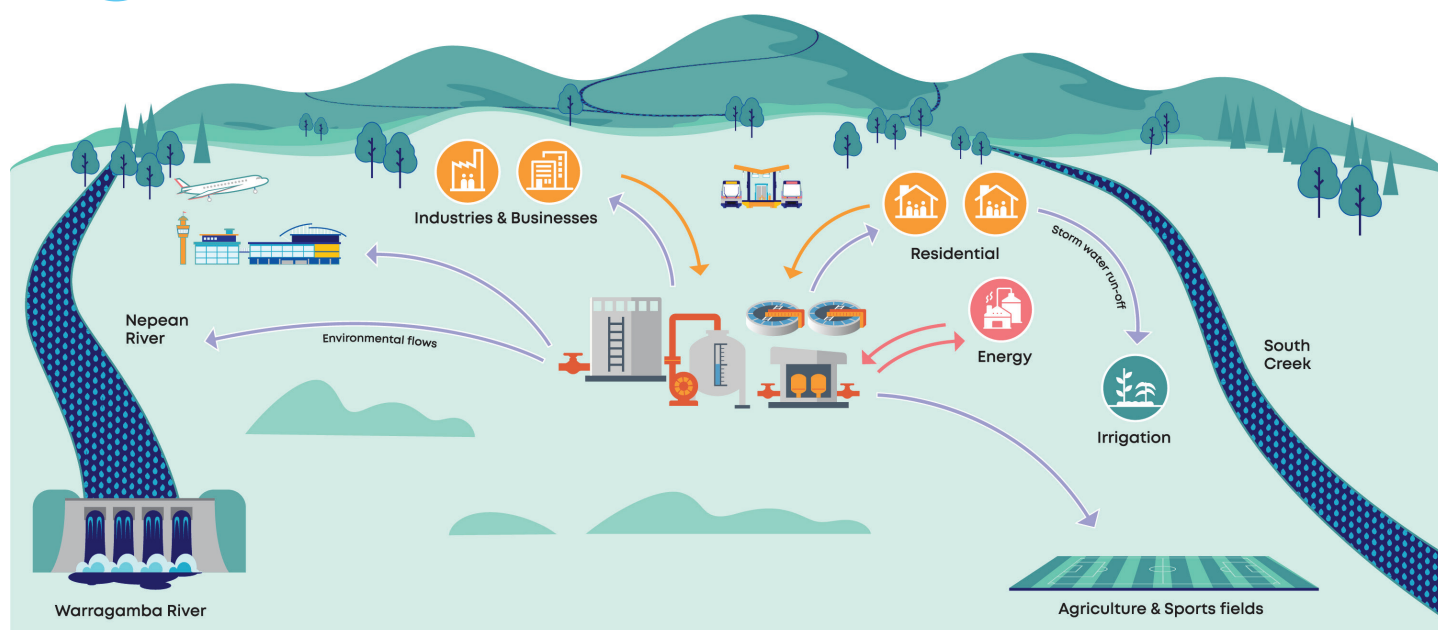 Industries & Businesses
Residential
Storm water run-off
Nepean
River
Environmental flows
Energy
South
Creek
Irrigation
Warragamba River
Agriculture & Sports fields